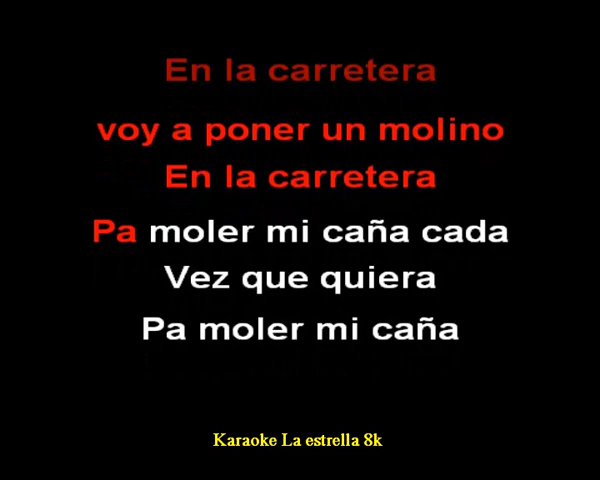 En la carretera
voy a poner un molino
En la carretera
Pa moler mi caña cada
Vez que quiera
Pa moler mi caña
Karaoke La estrella 8k